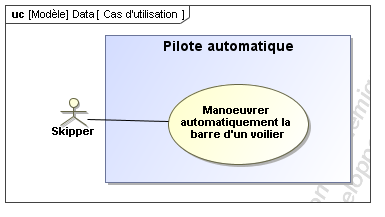 uc [Modèle] Data [ Cas d'utilisation ]
Pilote automatique
Manoeuvrer
automatiquement la
barre d'un voilier
Skipper